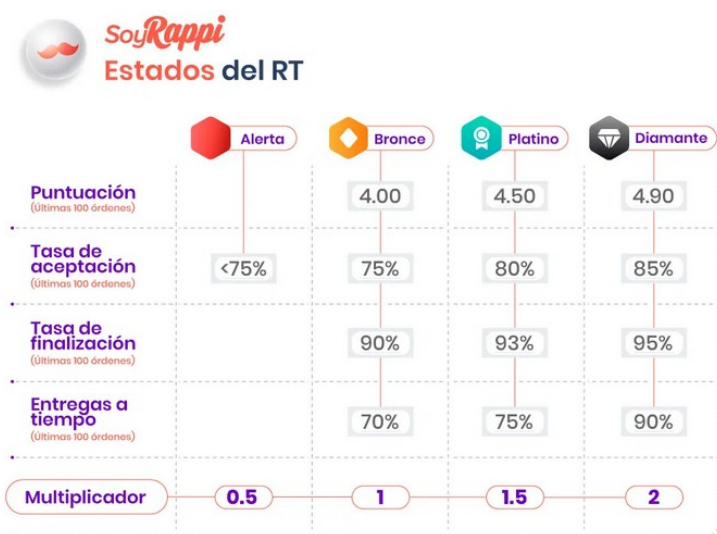 SoyRappi
Estados del RT
Alerta Bronce Platino Diamante
Puntuación 4.00 4.50 4.90
(Últimas 100 órdenes)
Tasa de
aceptación <75% 75% 80% 85%
(Últimas 100 órdenes)
Tasa de
finalización 90% 93% 95%
(Últimas 100 órdenes)
Entregas a
tiempo 70% 75% 90%
(Últimas 100 órdenes)
Multiplicador 0.5 1 1.5 2